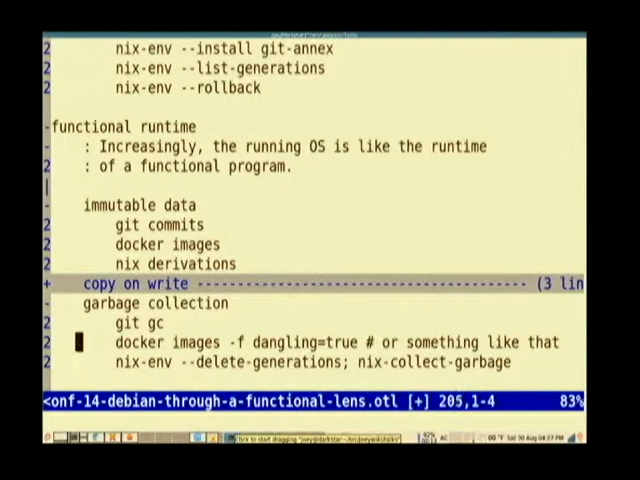 2 nix-env --install git-annex
2 nix-env --list-generations
2 nix-env --rollback
-functional runtime
- : Increasingly, the running OS is like the runtime
2 : of a functional program.
|
- immutable data
2 git commits
2 docker images
2 nix derivations
+ copy on write ----------------------------------------- (3 lin
- garbage collection
2 git gc
2 docker images -f dangling=true # or something like that
2 nix-env --delete-generations; nix-collect-garbage
<onf-14-debian-through-a-functional-lens.otl [+] 205,1-4 83%